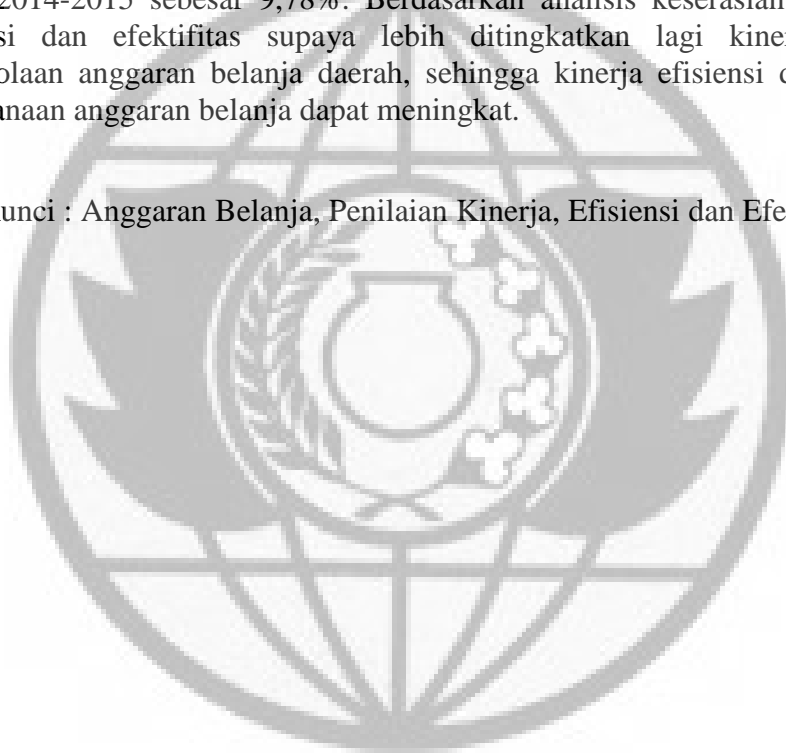 2014-2015 sebesar 9,78%. Berdasarkan analisis keserasian
si dan efektifitas supaya lebih ditingkatkan lagi kiner
olaan anggaran belanja daerah, sehingga kinerja efisiensi d
anaan anggaran belanja dapat meningkat.
unci : Anggaran Belanja, Penilaian Kinerja, Efisiensi dan Efe